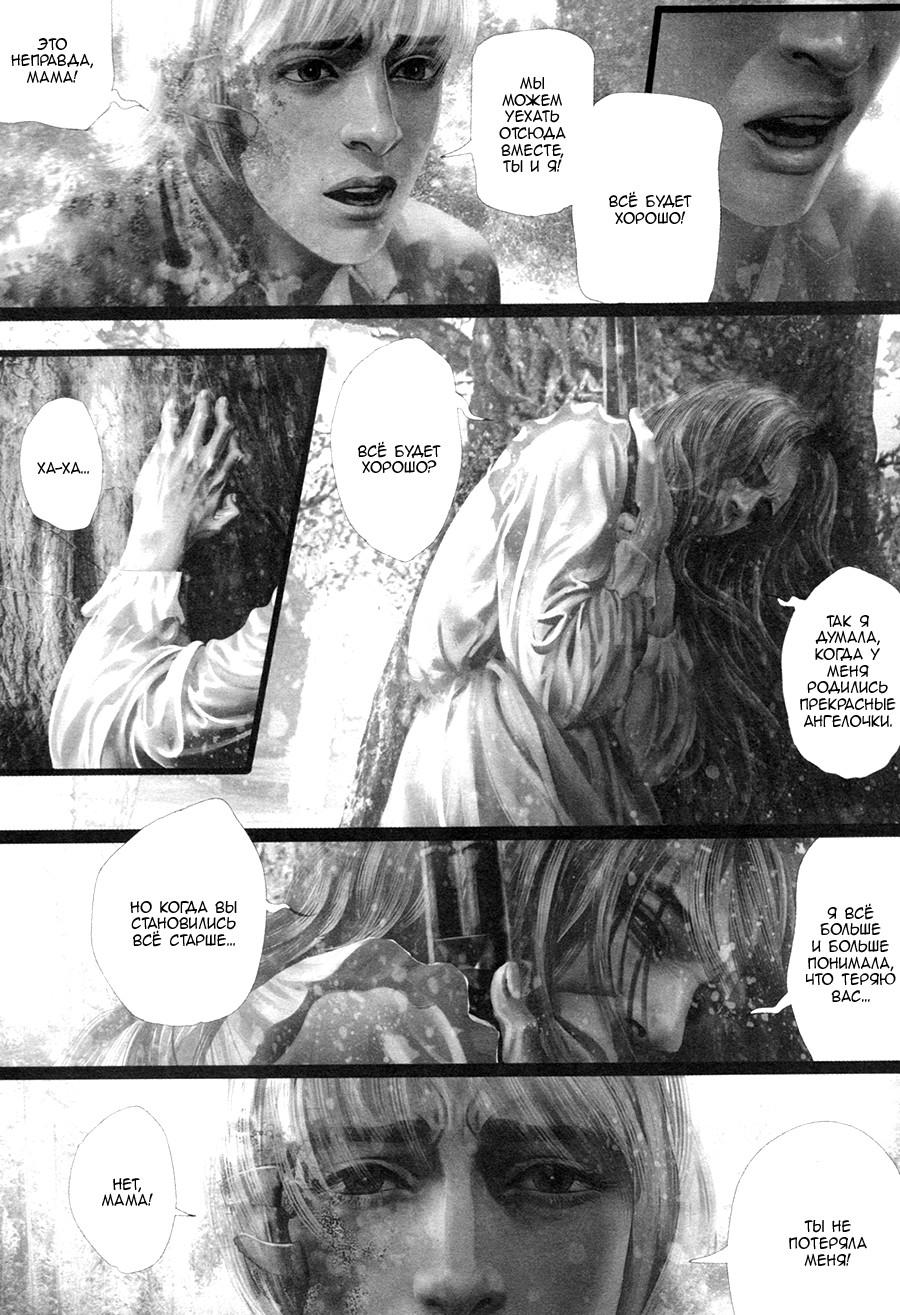 ЭТО
НЕПРАВДА,
МАМА!
МЫ
МОЖЕМ
УЕХАТЬ
ОТСЮДА
ВМЕСТЕ,
ТЫ И Я!
ВСЁ БУДЕТ
ХОРОШО!
ХА-ХА...
ВСЁ БУДЕТ
ХОРОШО?
ТАК Я
ДУМАЛА,
КОГДА У
МЕНЯ
РОДИЛИСЬ
ПРЕКРАСНЫЕ
АНГЕЛОЧКИ.
НО КОГДА ВЫ
СТАНОВИЛИСЬ
ВСЁ СТАРШЕ...
Я ВСЁ
БОЛЬШЕ
И БОЛЬШЕ
ПОНИМАЛА,
ЧТО ТЕРЯЮ
ВАС...
НЕТ,
МАМА!
ТЫ НЕ
ПОТЕРЯЛА
МЕНЯ!